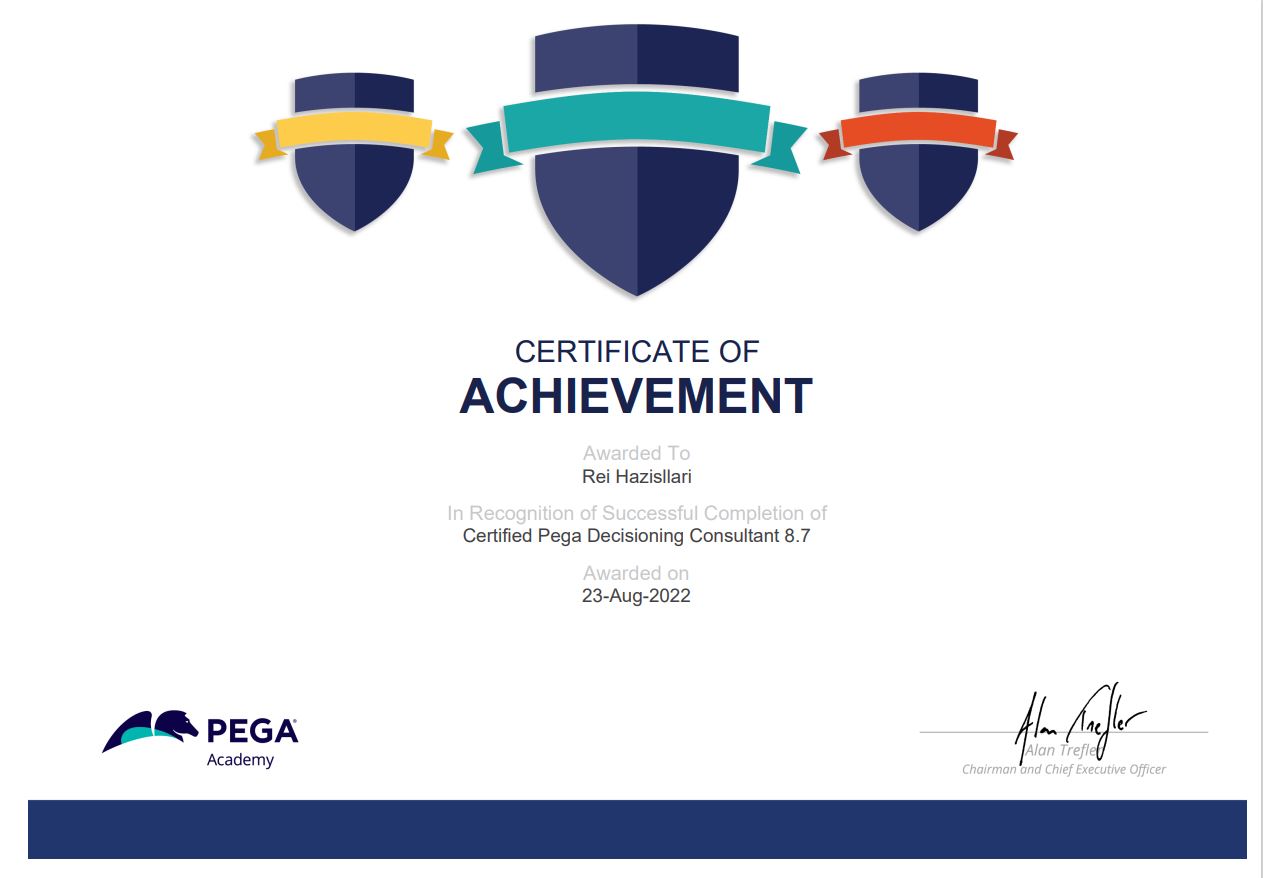 CERTIFICATE OF
ACHIEVEMENT
Awarded To
Rei Hazisllari
In Recognition of Successful Completion of
Certified Pega Decisioning Consultant 8.7
Awarded on
23-Aug-2022
PEGA®
Academy
Alan Trefler
Alan Trefler
Chairman and Chief Executive Officer